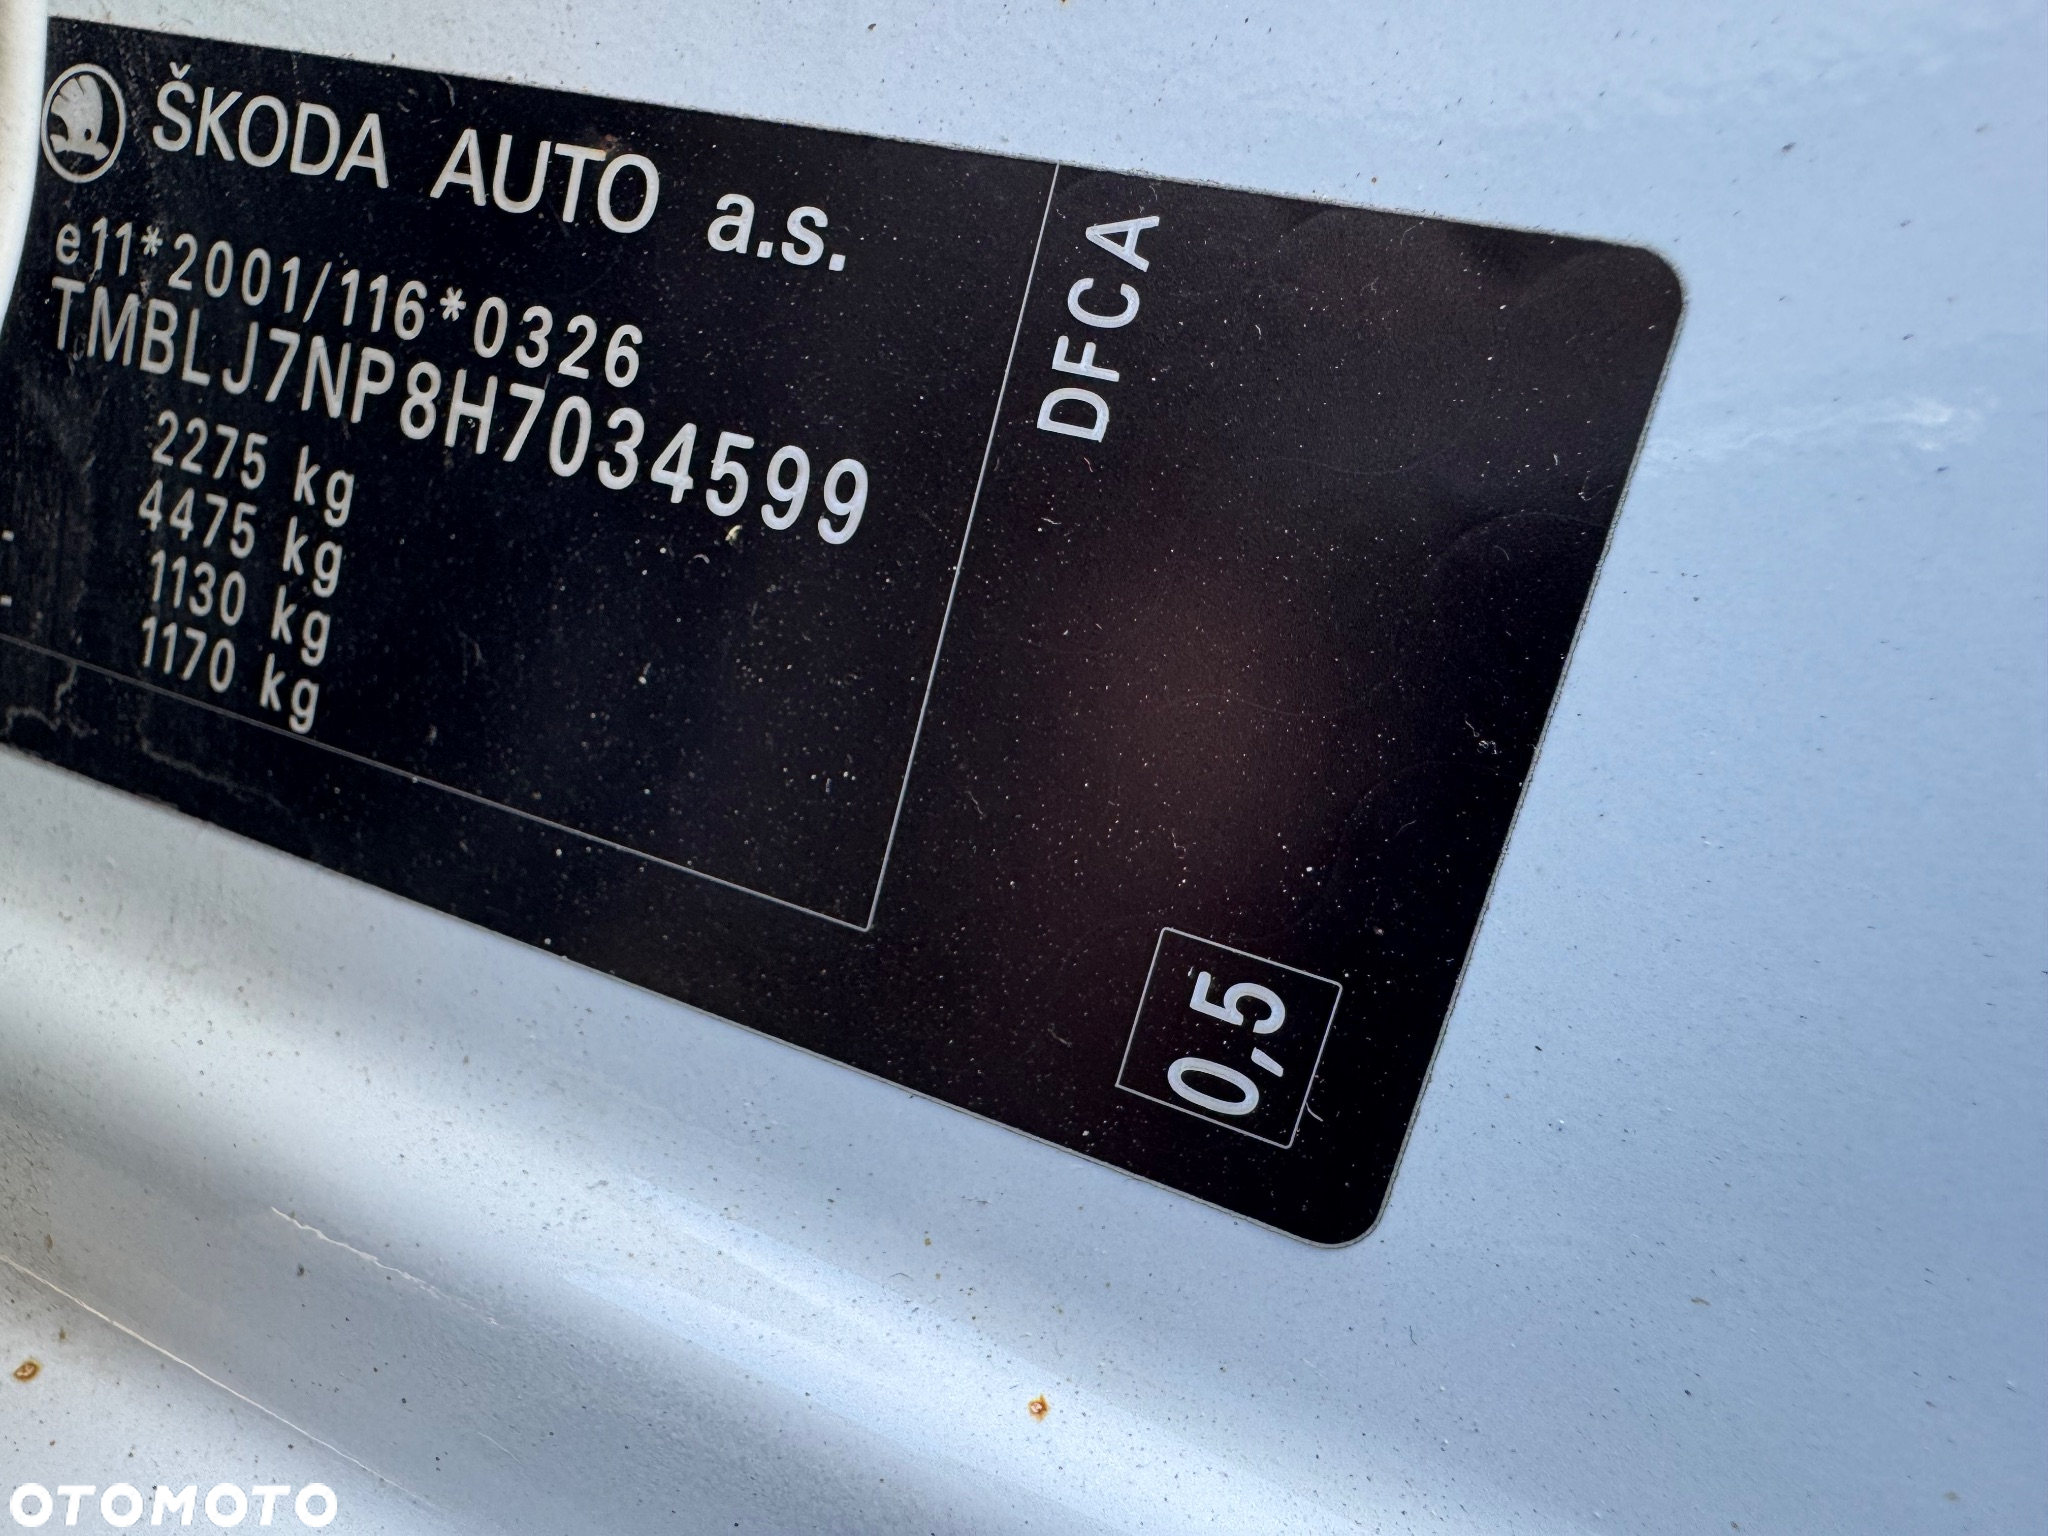 ŠKODA AUTO a.s.
e11*2001/116*0326
TMBLJ7NP8H7034599
2275 kg
- 4475 kg
- 1130 kg
1170 kg
DFCA
0,5
OTOMOTO